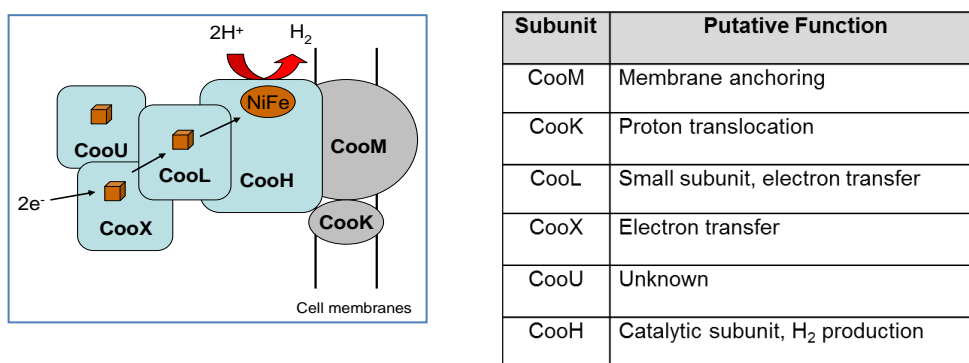 2H⁺ H₂
NiFe
CooU
CooL
CooH
CooM
2e⁻
CooX
CooK
Cell membranes
Subunit Putative Function
CooM Membrane anchoring
CooK Proton translocation
CooL Small subunit, electron transfer
CooX Electron transfer
CooU Unknown
CooH Catalytic subunit, H₂ production